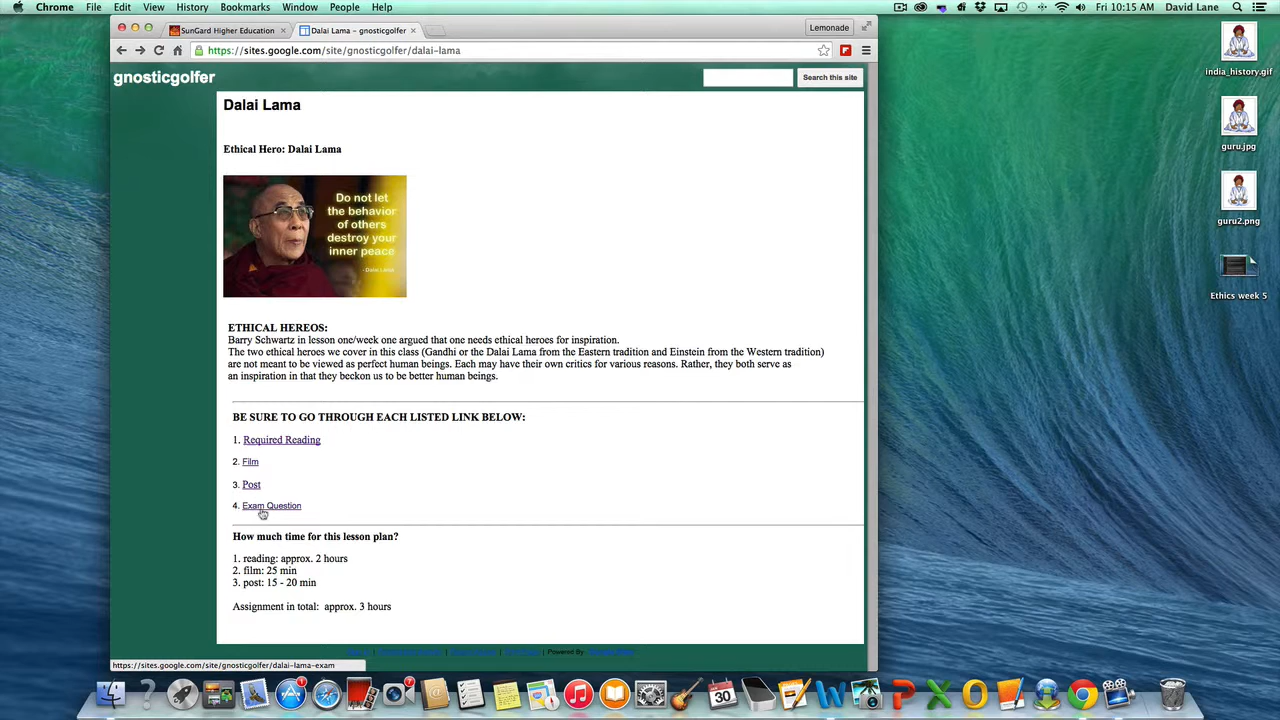 Chrome File Edit View History Bookmarks Window People Help Fri 10:15 AM David Lane
SunGard Higher Education Dalai Lama - gnosticgolfer Lemonade
https://sites.google.com/site/gnosticgolfer/dalai-lama
gnosticgolfer
Search this site
Dalai Lama
Ethical Hero: Dalai Lama
Do not let
the behavior
of others
destroy your
inner peace
- Dalai Lama
ETHICAL HEREOS:
Barry Schwartz in lesson one/week one argued that one needs ethical heroes for inspiration.
The two ethical heroes we cover in this class (Gandhi or the Dalai Lama from the Eastern tradition and Einstein from the Western tradition)
are not meant to be viewed as perfect human beings. Each may have their own critics for various reasons. Rather, they both serve as
an inspiration in that they beckon us to be better human beings.
BE SURE TO GO THROUGH EACH LISTED LINK BELOW:
1. Required Reading
2. Film
3. Post
4. Exam Question
How much time for this lesson plan?
1. reading: approx. 2 hours
2. film: 25 min
3. post: 15 - 20 min
Assignment in total: approx. 3 hours
Powered By
https://sites.google.com/site/gnosticgolfer/dalai-lama-exam
india_history.gif
guru.jpg
guru2.png
Ethics week 5
1
7
30